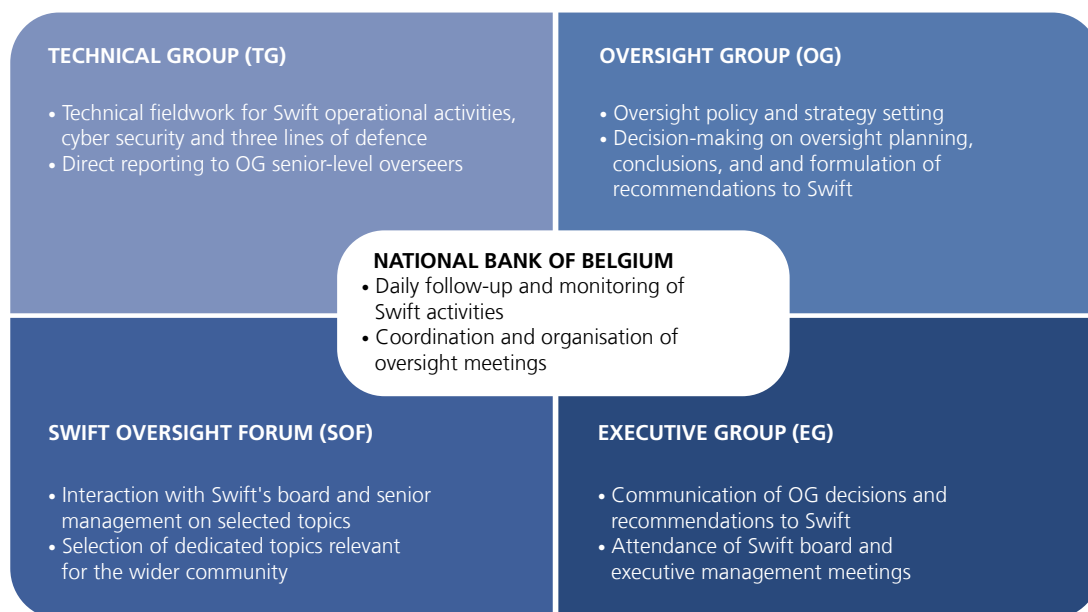 TECHNICAL GROUP (TG)
• Technical fieldwork for Swift operational activities,
cyber security and three lines of defence
• Direct reporting to OG senior-level overseers
OVERSIGHT GROUP (OG)
• Oversight policy and strategy setting
• Decision-making on oversight planning,
conclusions, and and formulation of
recommendations to Swift
NATIONAL BANK OF BELGIUM
• Daily follow-up and monitoring of
Swift activities
• Coordination and organisation of
oversight meetings
SWIFT OVERSIGHT FORUM (SOF)
• Interaction with Swift's board and senior
management on selected topics
• Selection of dedicated topics relevant
for the wider community
EXECUTIVE GROUP (EG)
• Communication of OG decisions and
recommendations to Swift
• Attendance of Swift board and
executive management meetings